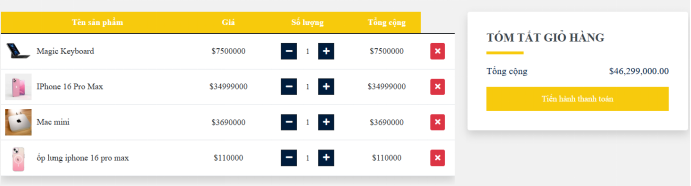 Tên sản phẩm Giá Số lượng Tổng cộng
Magic Keyboard $7500000 1 $7500000
IPhone 16 Pro Max $34999000 1 $34999000
Mac mini $3690000 1 $3690000
ốp lưng iphone 16 pro max $110000 1 $110000
TÓM TẮT GIỎ HÀNG
Tổng cộng $46,299,000.00
Tiến hành thanh toán